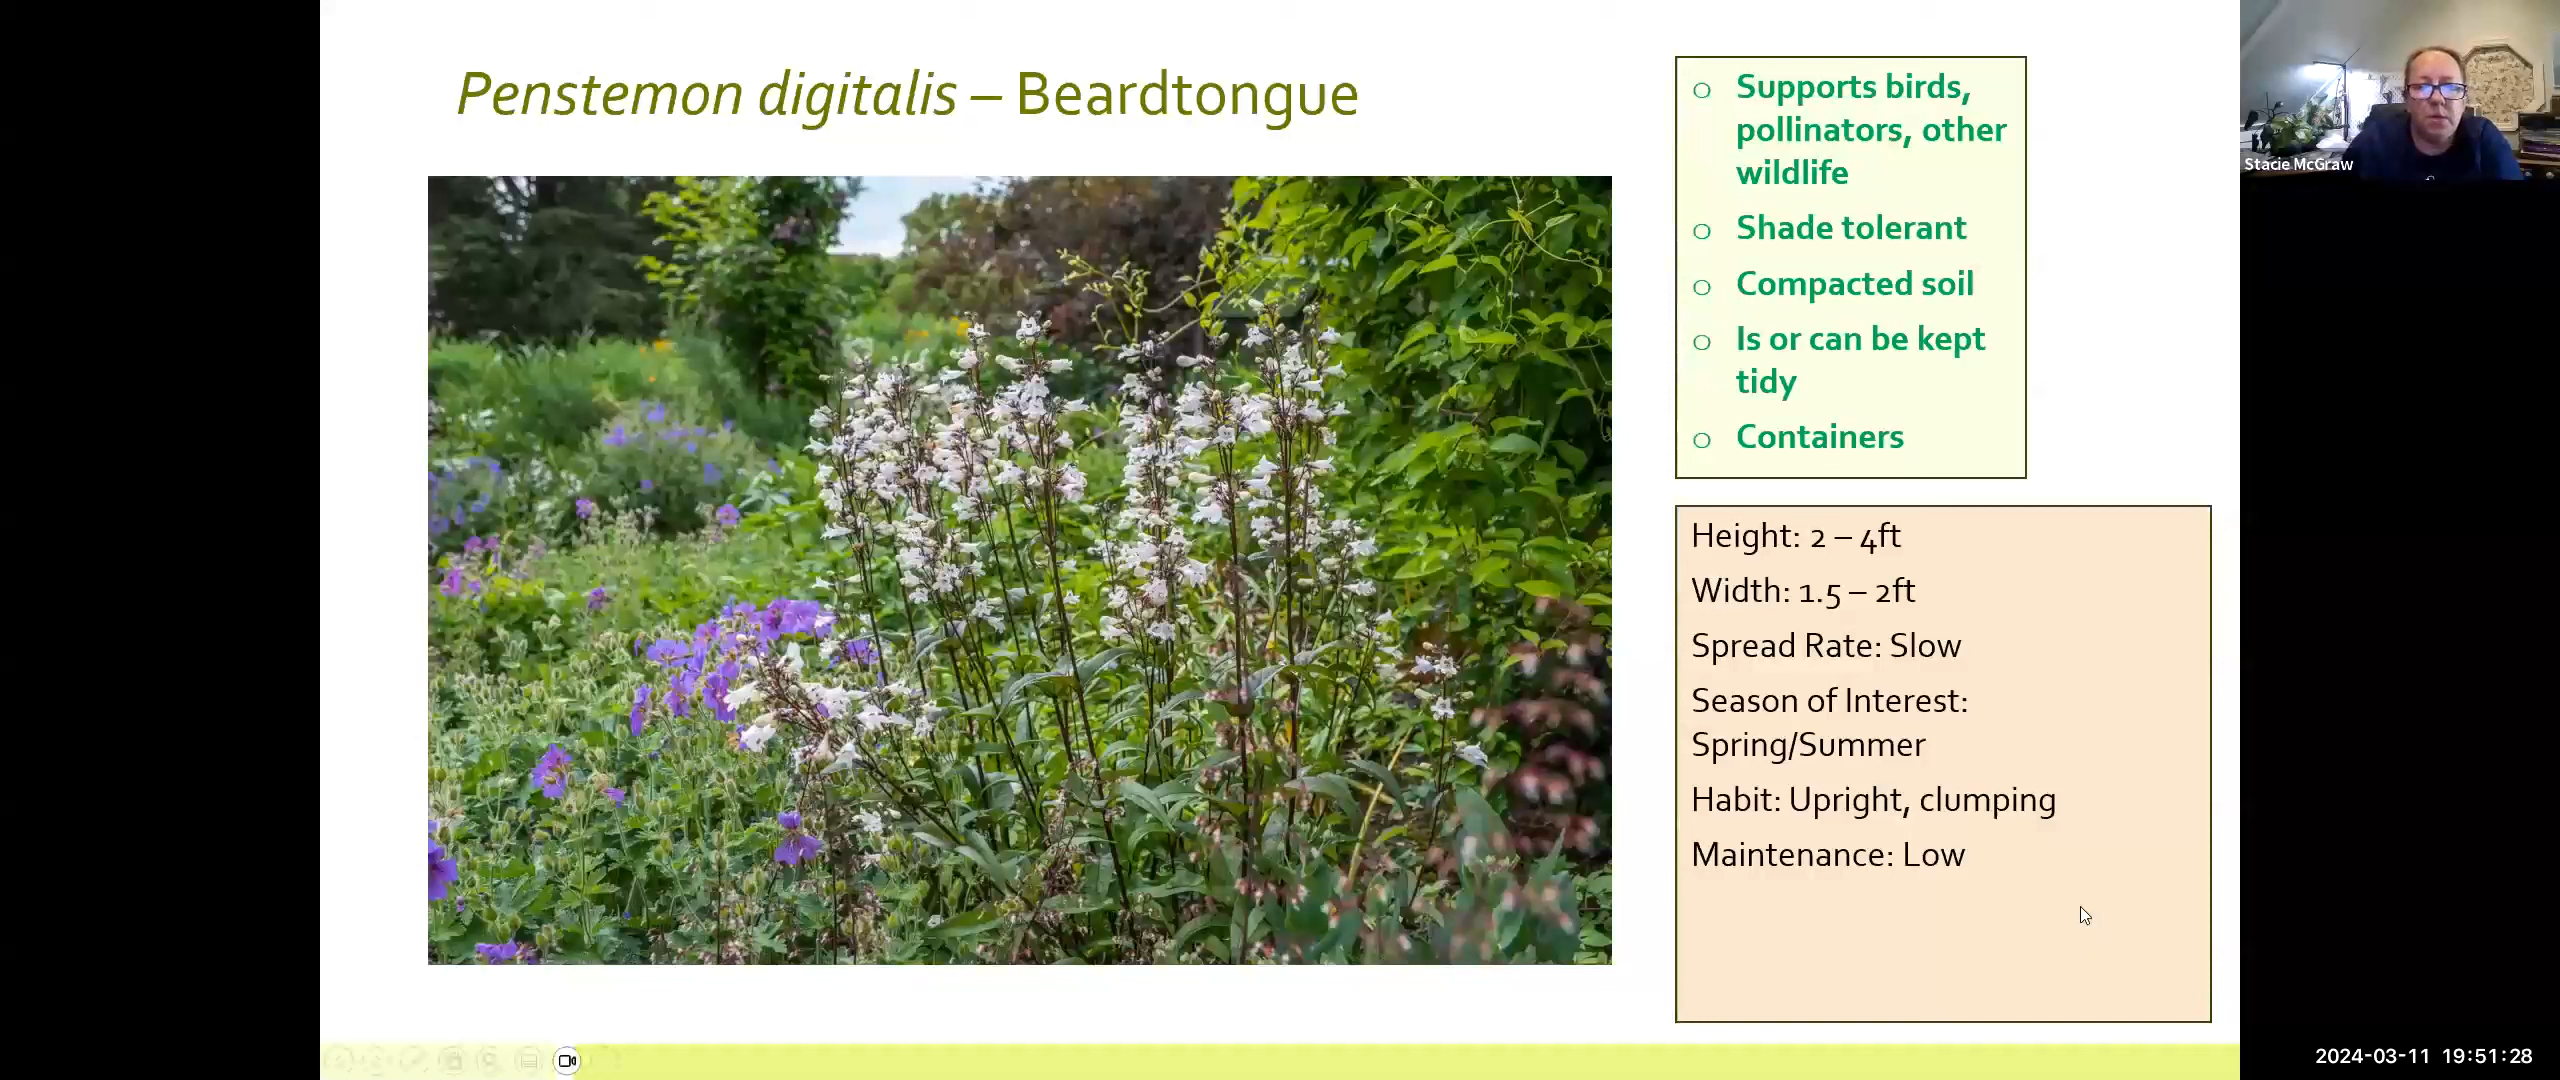 Penstemon digitalis – Beardtongue
o Supports birds,
pollinators, other
wildlife
o Shade tolerant
o Compacted soil
o Is or can be kept
tidy
o Containers
Height: 2 – 4ft
Width: 1.5 – 2ft
Spread Rate: Slow
Season of Interest:
Spring/Summer
Habit: Upright, clumping
Maintenance: Low
Stacie McGraw
2024-03-11 19:51:28